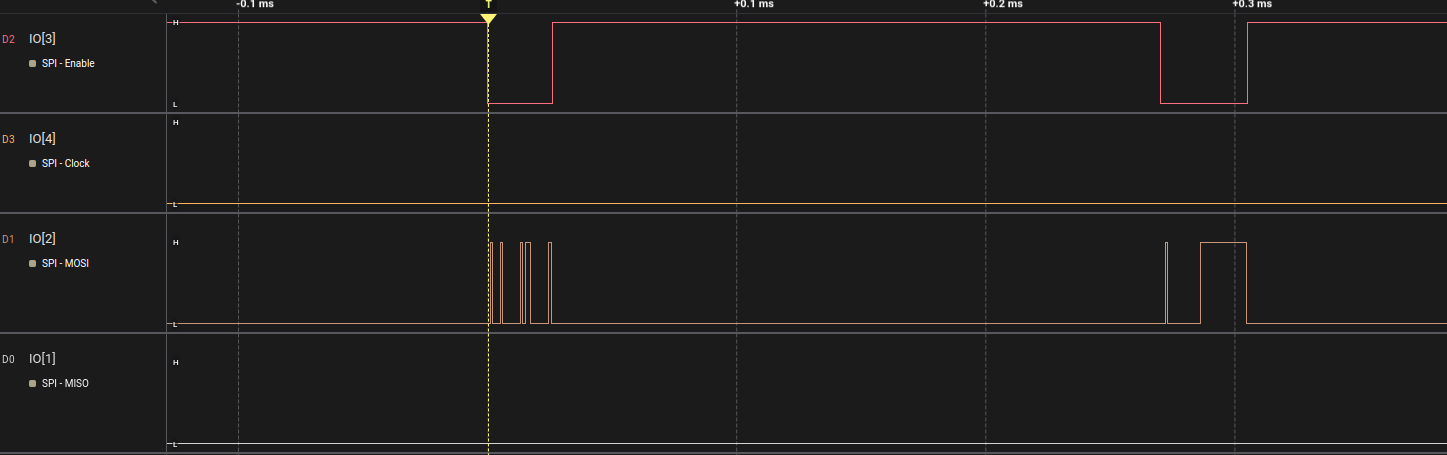 -0.1 ms T +0.1 ms +0.2 ms +0.3 ms
D2 IO[3] H
SPI - Enable
L
D3 IO[4] H
SPI - Clock
L
D1 IO[2] H
SPI - MOSI
L
D0 IO[1] H
SPI - MISO
L